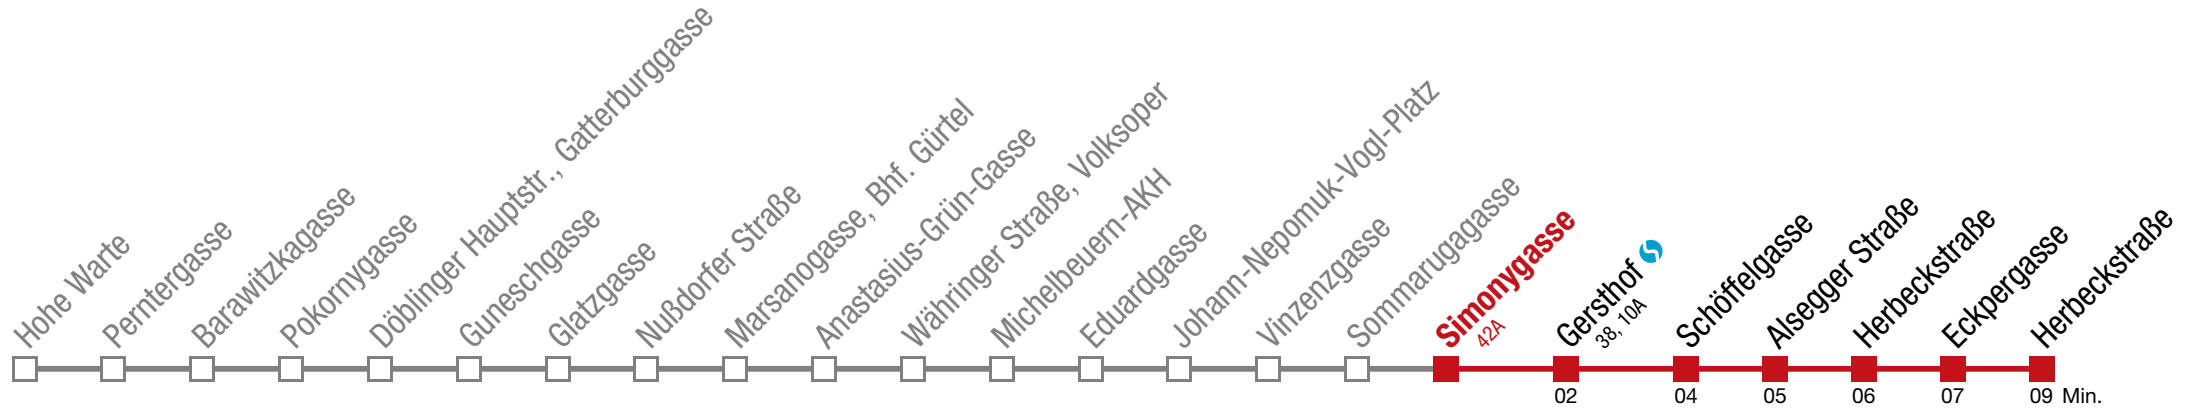 Hohe Warte
Perntergasse
Barawitzkagasse
Pokornygasse
Döblinger Hauptstr., Gatterburggasse
Guneschgasse
Glatzgasse
Nußdorfer Straße
Marsanogasse, Bhf. Gürtel
Anastasius-Grün-Gasse
Währinger Straße, Volksoper
Michelbeuern-AKH
Eduardgasse
Johann-Nepomuk-Vogl-Platz
Vinzenzgasse
Sommarugagasse
Simonygasse
42A
Gersthof
38, 10A
Schöffelgasse
Alsegger Straße
Herbeckstraße
Eckpergasse
Herbeckstraße
02 04 05 06 07 09 Min.